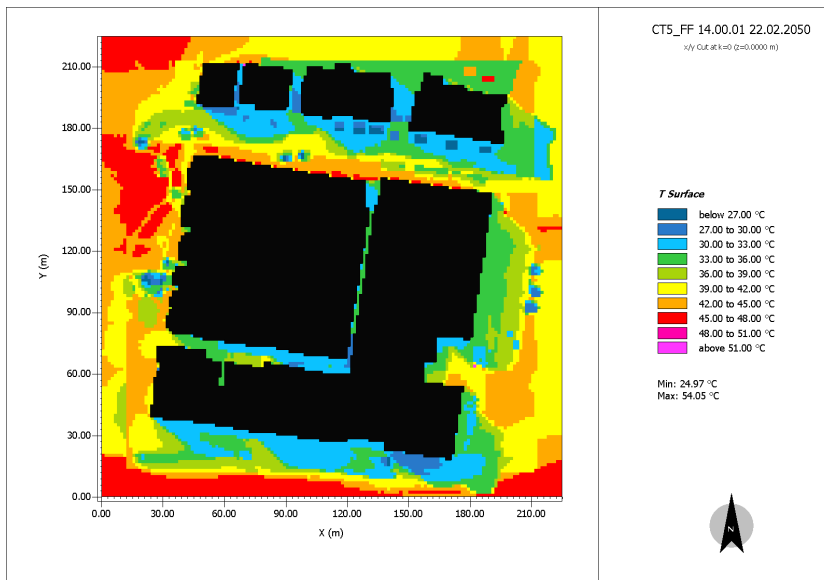 CT5_FF 14.00.01 22.02.2050
x/y Cut at k=0 (z=0.0000 m)
210.00
180.00
150.00
120.00
90.00
60.00
30.00
0.00
Y (m)
0.00 30.00 60.00 90.00 120.00 150.00 180.00 210.00
X (m)
T Surface
below 27.00 °C
27.00 to 30.00 °C
30.00 to 33.00 °C
33.00 to 36.00 °C
36.00 to 39.00 °C
39.00 to 42.00 °C
42.00 to 45.00 °C
45.00 to 48.00 °C
48.00 to 51.00 °C
above 51.00 °C
Min: 24.97 °C
Max: 54.05 °C
N